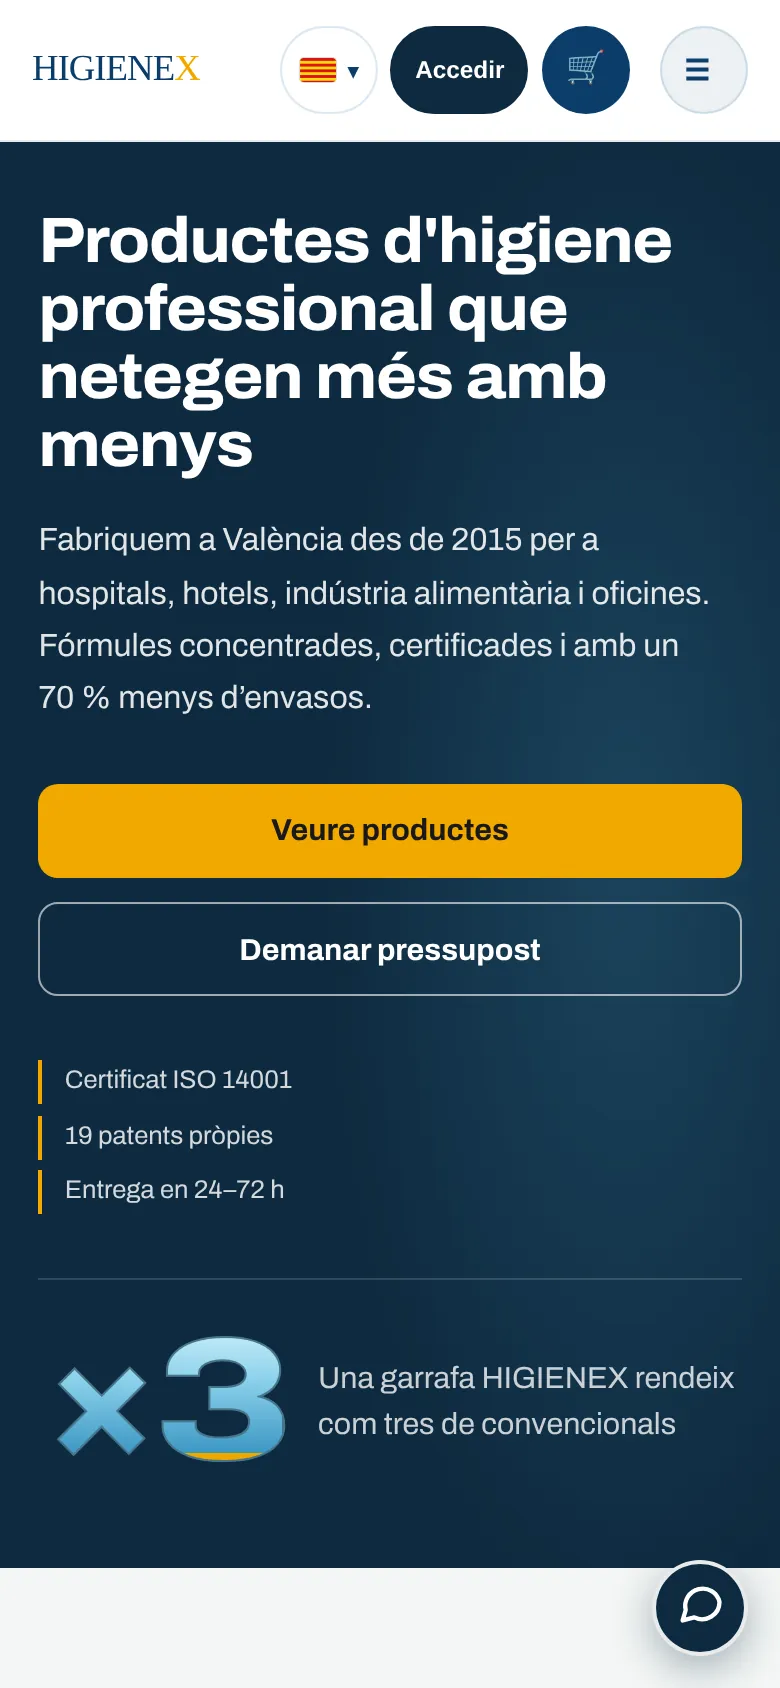 HIGIENEX
Accedir
Productes d'higiene
professional que
netegen més amb
menys
Fabriquem a València des de 2015 per a
hospitals, hotels, indústria alimentària i oficines.
Fórmules concentrades, certificades i amb un
70 % menys d’envasos.
Veure productes
Demanar pressupost
Certificat ISO 14001
19 patents pròpies
Entrega en 24–72 h
×3
Una garrafa HIGIENEX rendeix
com tres de convencionals